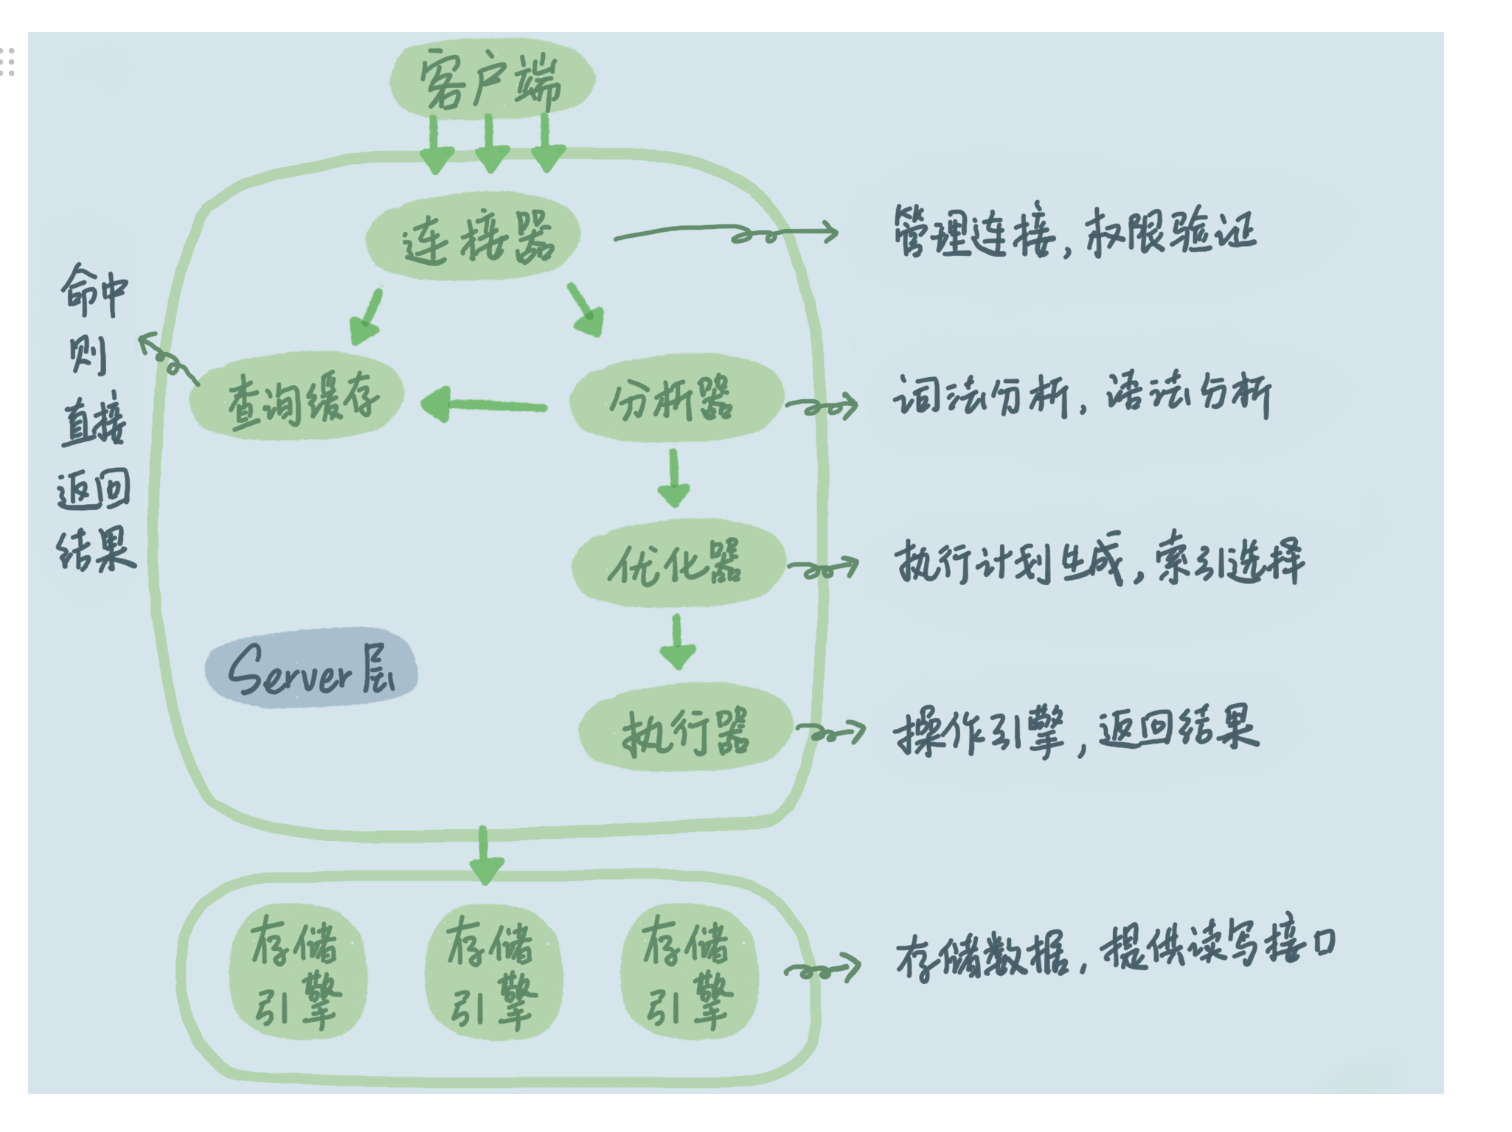 客户端
连接器
管理连接，权限验证
命中
则
直接
返回
结果
查询缓存
分析器
词法分析，语法分析
优化器
执行计划生成，索引选择
Server层
执行器
操作引擎，返回结果
存储
引擎
存储
引擎
存储
引擎
存储数据，提供读写接口